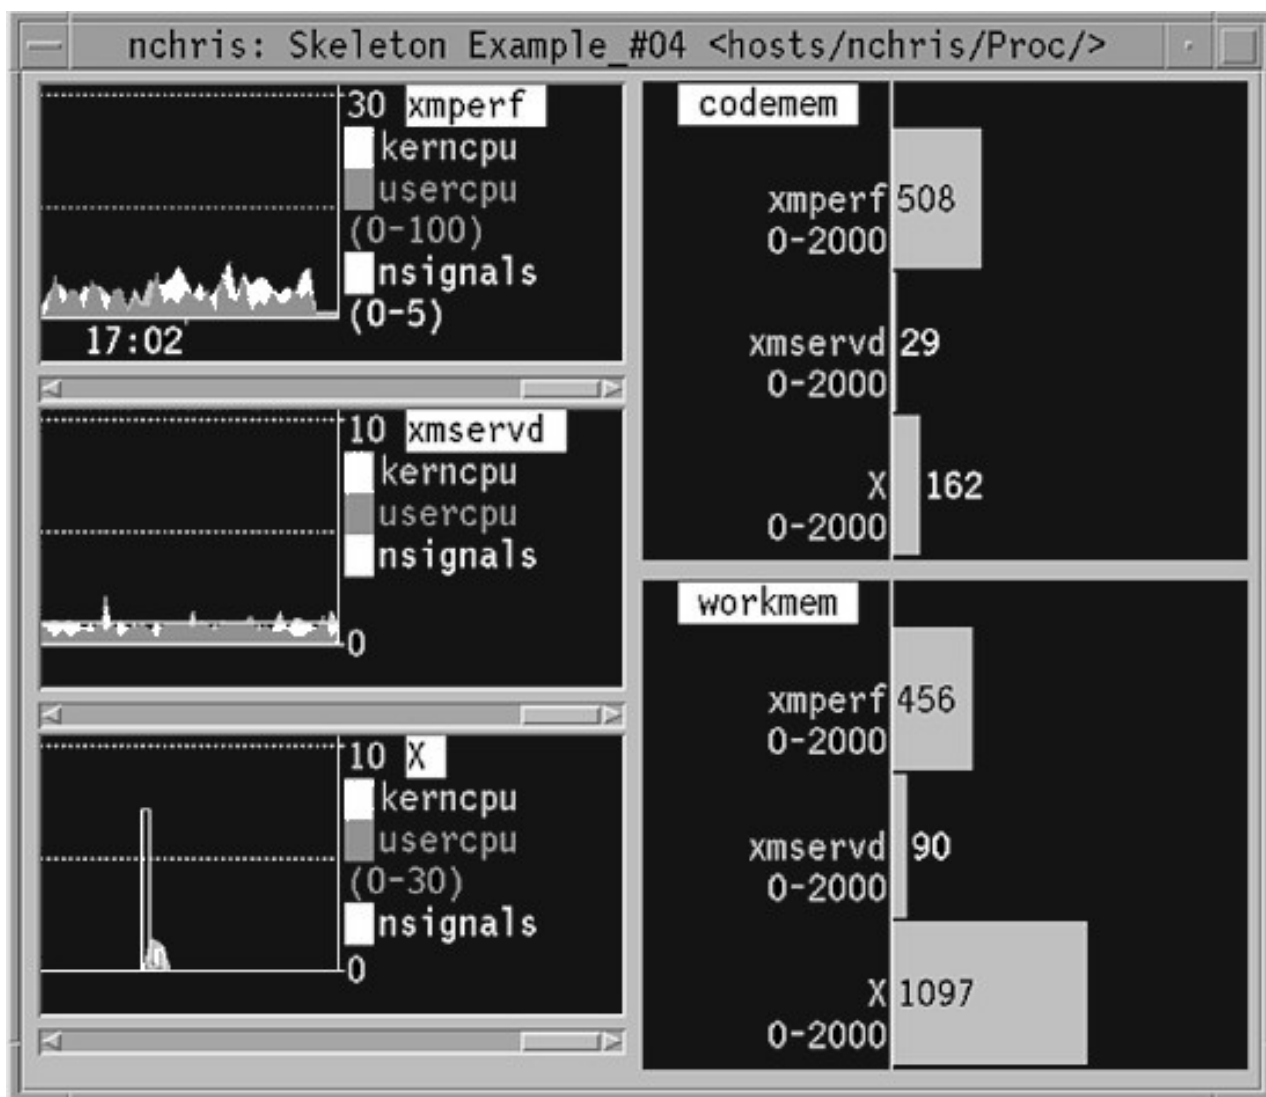 nchris: Skeleton Example_#04 <hosts/nchris/Proc/>
30 xmperf
kerncpu
usercpu
(0-100)
nsignals
(0-5)
17:02
10 xmservd
kerncpu
usercpu
nsignals
0
10 X
kerncpu
usercpu
(0-30)
nsignals
0
codemem
xmperf 508
0-2000
xmservd 29
0-2000
X 162
0-2000
workmem
xmperf 456
0-2000
xmservd 90
0-2000
X 1097
0-2000